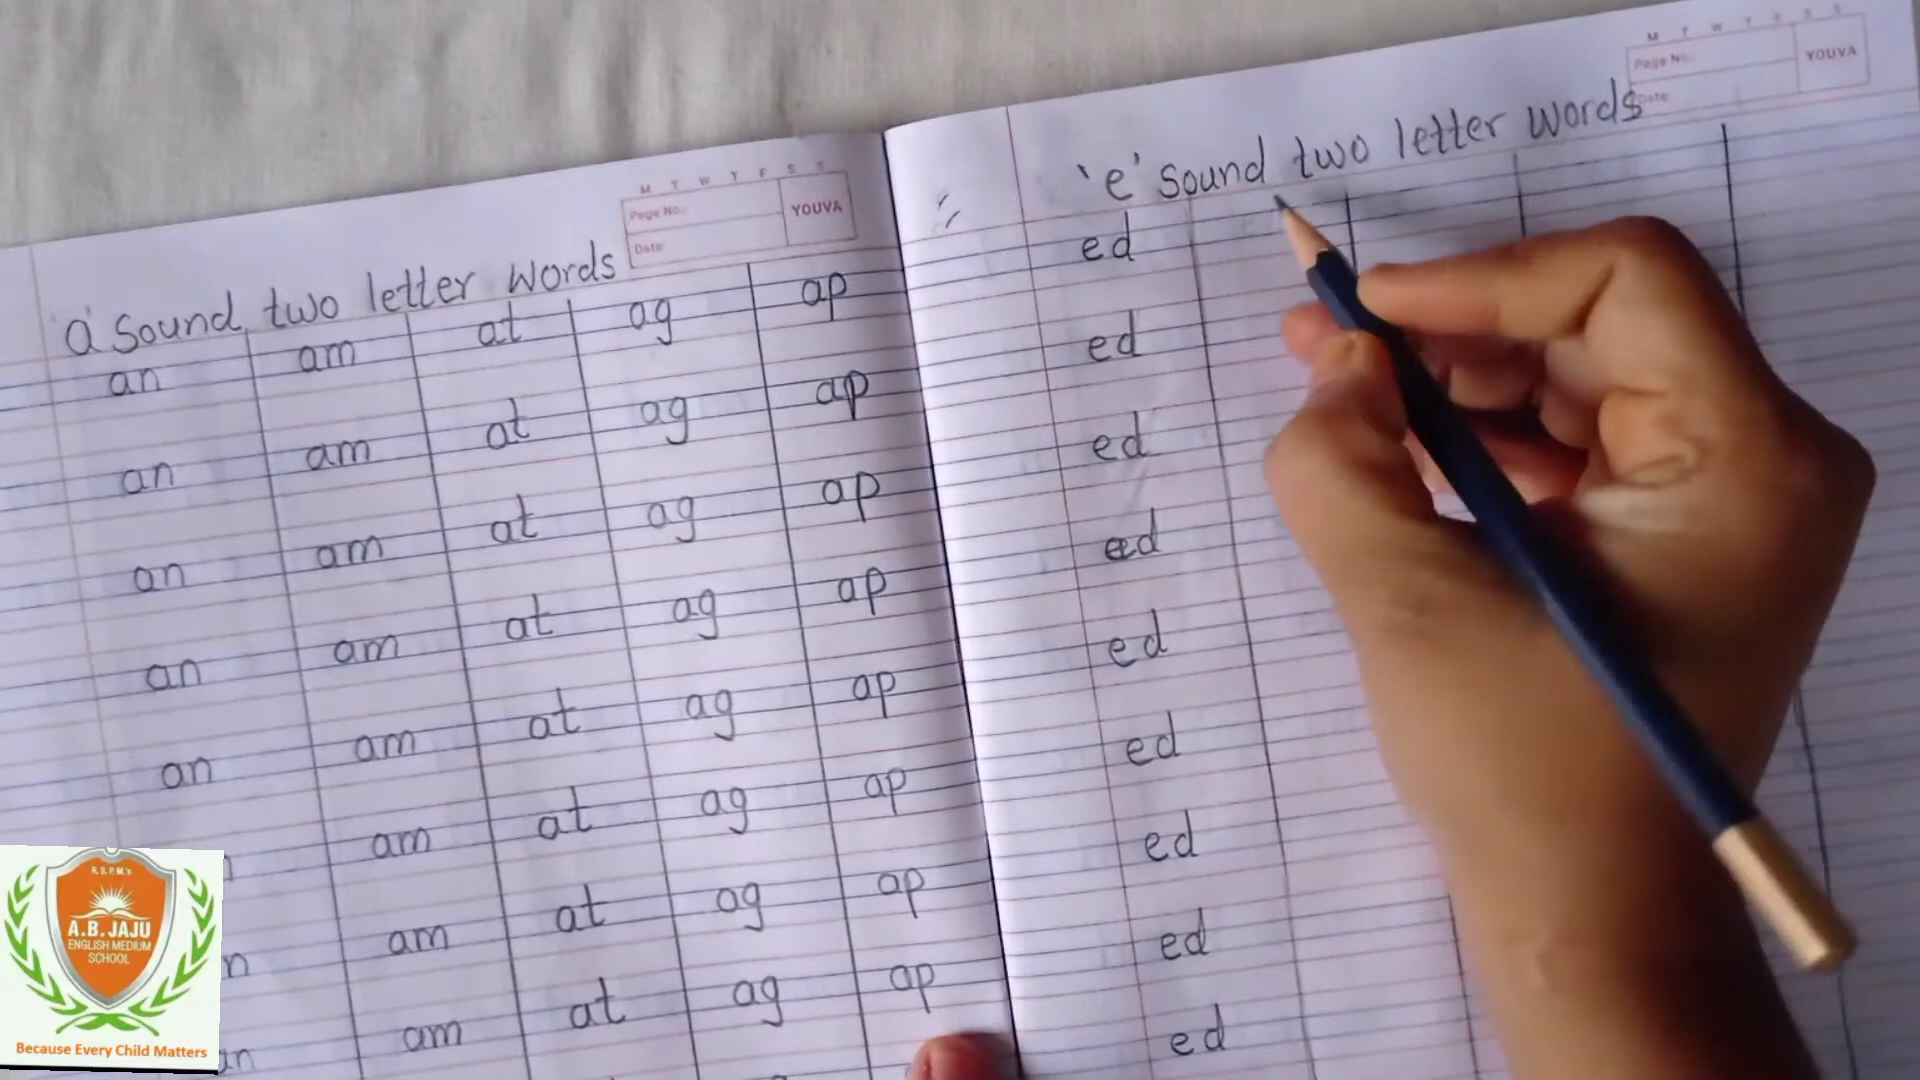 M T W T F S S
Page No.:
YOUVA
Date:
'a' sound two letter words
an am at ag ap
an am at ag ap
an am at ag ap
an am at ag ap
an am at ag ap
am at ag ap
n am at ag ap
an am at ag ap
M T W T F S S
Page No.:
YOUVA
Date:
'e' sound two letter words
ed
ed
ed
ed
ed
ed
ed
ed
ed
R.S.P.M.'s
A.B. JAJU
ENGLISH MEDIUM
SCHOOL
Because Every Child Matters